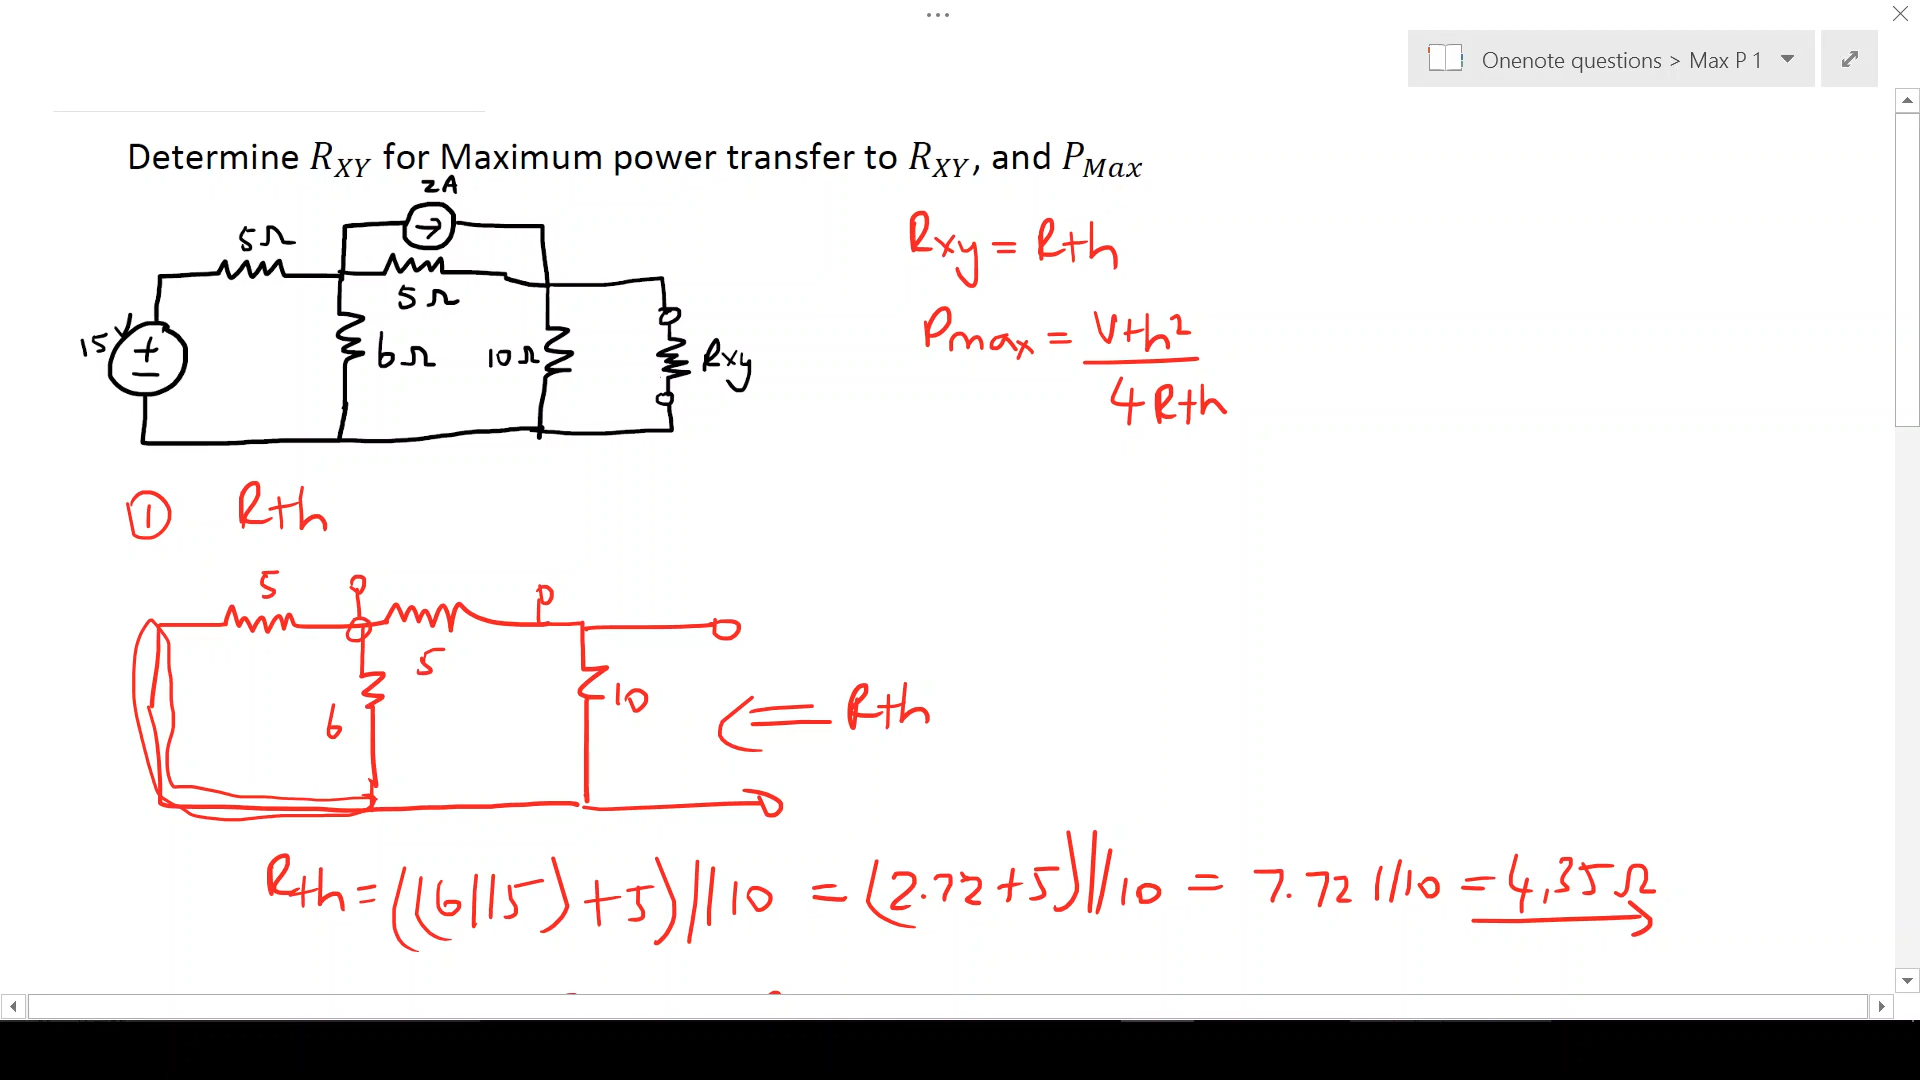 Onenote questions > Max P 1
Determine R_XY for Maximum power transfer to R_XY, and P_Max
2A
5Ω
5Ω
15
6Ω
10Ω
Rxy
Rxy = Rth
Pmax = Vth²
4Rth
1 Rth
5
5
6
10
Rth
Rth = ((6||5)+5)//10 = (2.72+5)//10 = 7.72 //10 = 4,35Ω